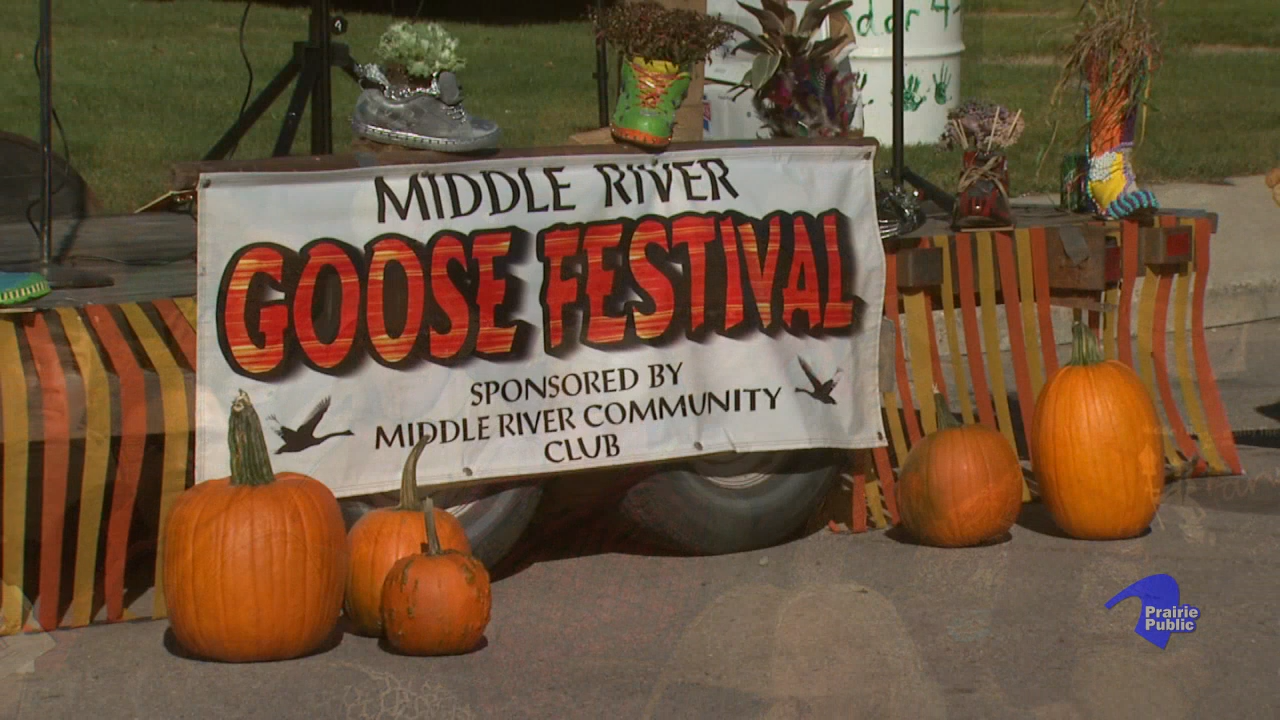 MIDDLE RIVER
GOOSE FESTIVAL
SPONSORED BY
MIDDLE RIVER COMMUNITY
CLUB
Prairie
Public